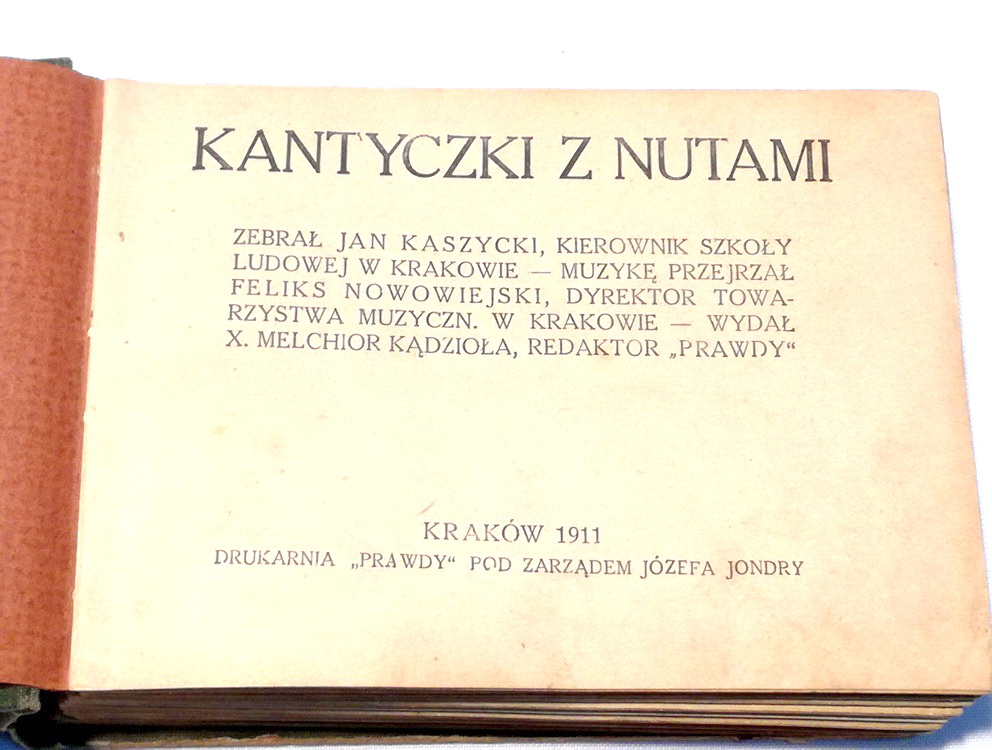 KANTYCZKI Z NUTAMI
ZEBRAŁ JAN KASZYCKI, KIEROWNIK SZKOŁY
LUDOWEJ W KRAKOWIE — MUZYKĘ PRZEJRZAŁ
FELIKS NOWOWIEJSKI, DYREKTOR TOWA-
RZYSTWA MUZYCZN. W KRAKOWIE — WYDAŁ
X. MELCHIOR KĄDZIOŁA, REDAKTOR „PRAWDY“
KRAKÓW 1911
DRUKARNIA „PRAWDY“ POD ZARZĄDEM JÓZEFA JONDRY